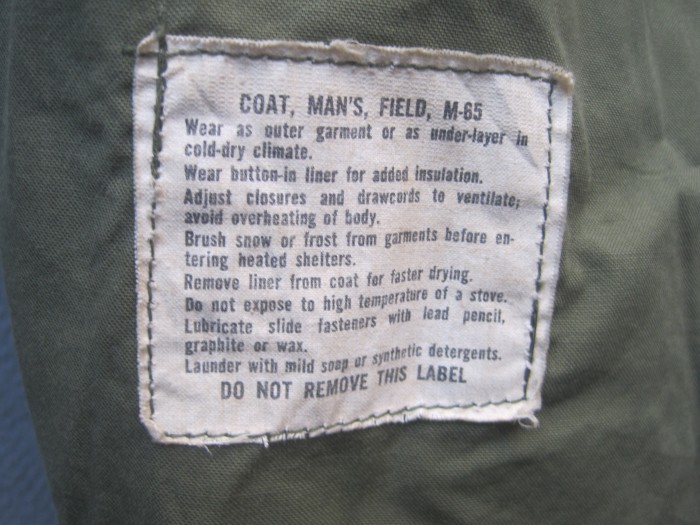 COAT, MAN'S, FIELD, M-65
Wear as outer garment or as under-layer in
cold-dry climate.
Wear button-in liner for added insulation.
Adjust closures and drawcords to ventilate;
avoid overheating of body.
Brush snow or frost from garments before en-
tering heated shelters.
Remove liner from coat for faster drying.
Do not expose to high temperature of a stove.
Lubricate slide fasteners with lead pencil,
graphite or wax.
Launder with mild soap or synthetic detergents.
DO NOT REMOVE THIS LABEL